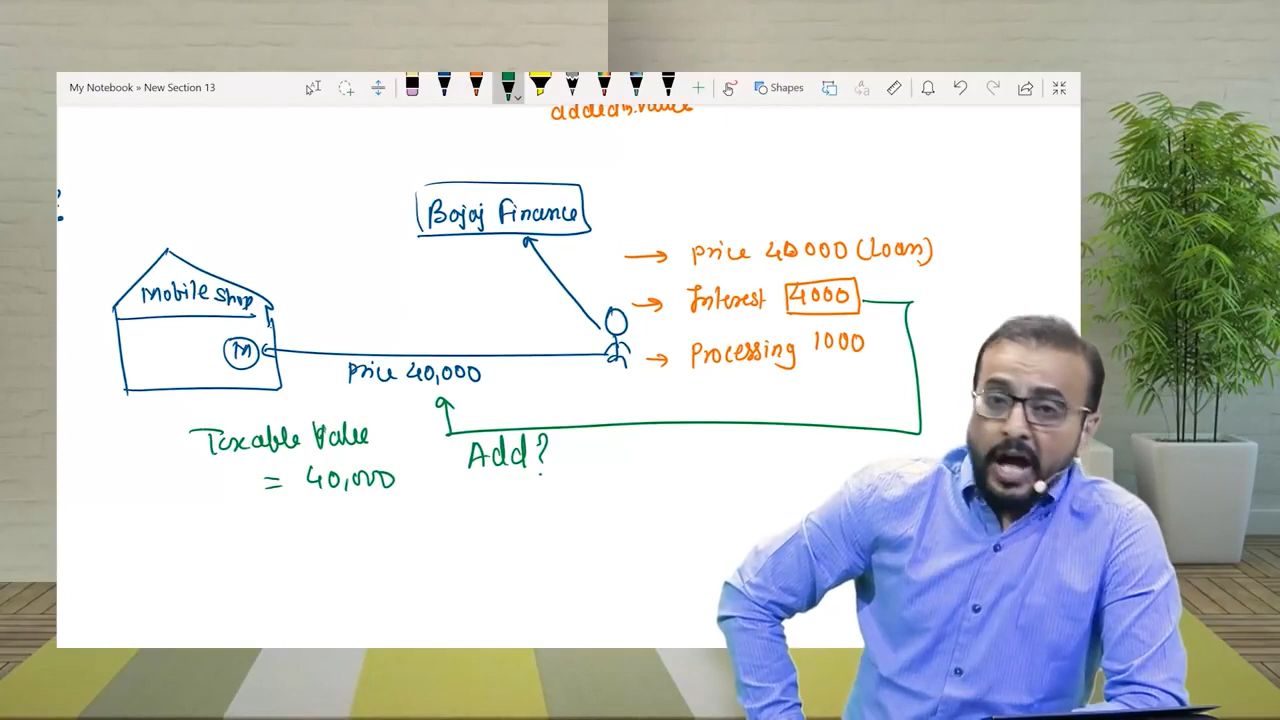 My Notebook » New Section 13
Shapes
Bajaj Finance
Mobile Shop
M
Price 40,000
→ Price 40000 (Loan)
→ Interest 4000
→ Processing 1000
Taxable Value
= 40,000
Add?